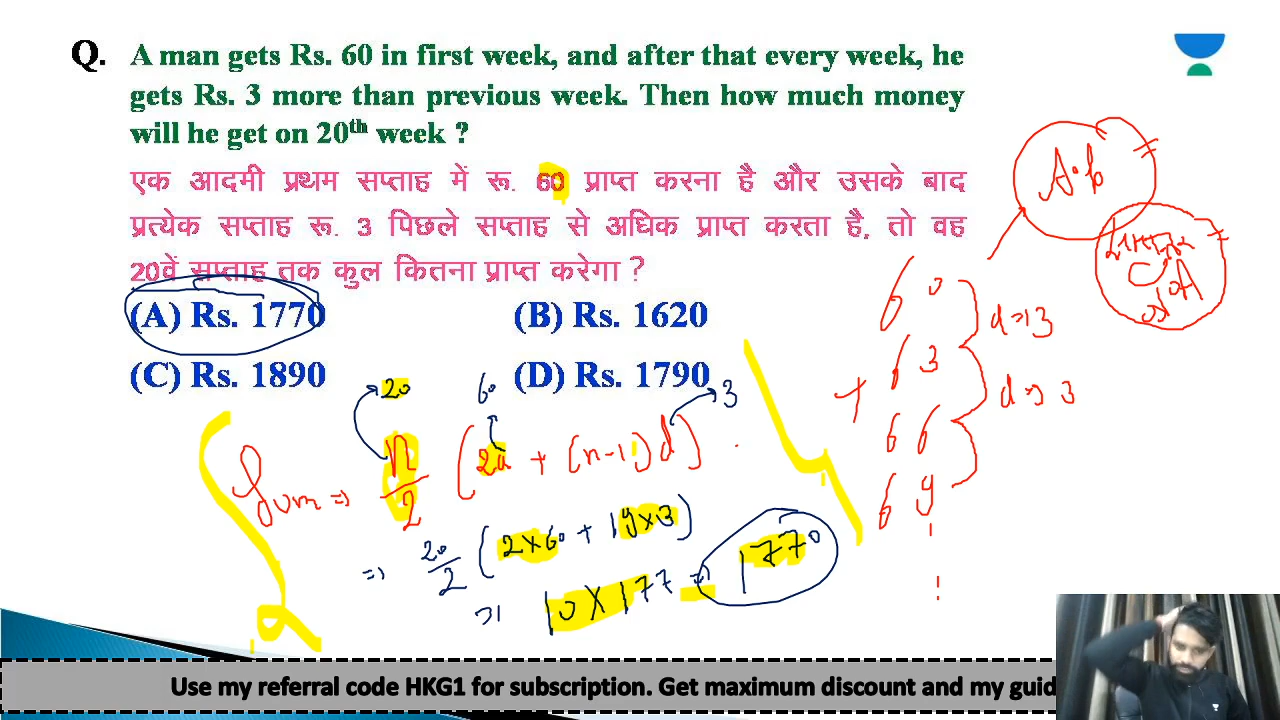 Q. A man gets Rs. 60 in first week, and after that every week, he
gets Rs. 3 more than previous week. Then how much money
will he get on 20th week ?
एक आदमी प्रथम सप्ताह में रू. 60 प्राप्त करना है और उसके बाद
प्रत्येक सप्ताह रू. 3 पिछले सप्ताह से अधिक प्राप्त करता है, तो वह
20वें सप्ताह तक कुल कितना प्राप्त करेगा ?
(A) Rs. 1770 (B) Rs. 1620
(C) Rs. 1890 (D) Rs. 1790
20 60 3
Sum => n/2 (2a + (n-1)d)
=> 20/2 (2x60 + 19x3)
=> 10 x 177 => 1770
A.P.
60
63
+
66
69
d => 3
d => 3
Use my referral code HKG1 for subscription. Get maximum discount and my guid